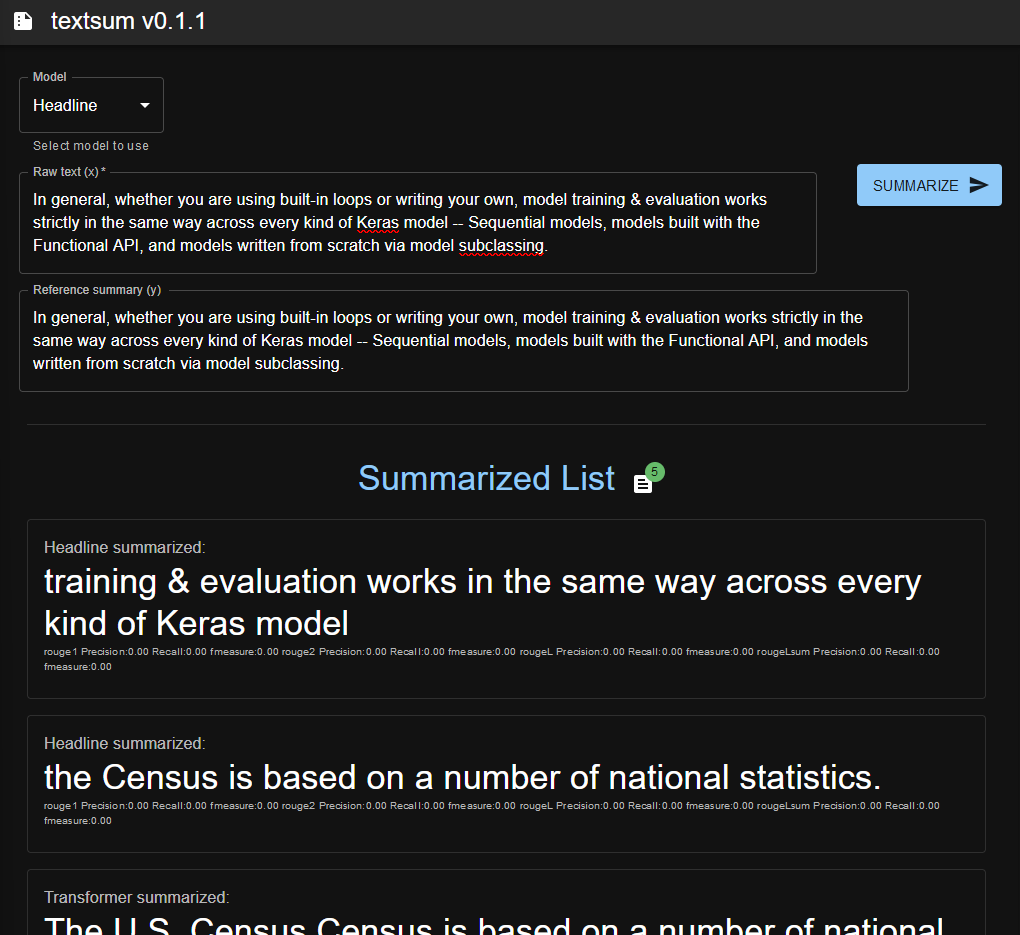 textsum v0.1.1
Model
Headline
Select model to use
Raw text (x) *
In general, whether you are using built-in loops or writing your own, model training & evaluation works
strictly in the same way across every kind of Keras model -- Sequential models, models built with the
Functional API, and models written from scratch via model subclassing.
SUMMARIZE
Reference summary (y)
In general, whether you are using built-in loops or writing your own, model training & evaluation works strictly in the
same way across every kind of Keras model -- Sequential models, models built with the Functional API, and models
written from scratch via model subclassing.
Summarized List
5
Headline summarized:
training & evaluation works in the same way across every
kind of Keras model
rouge1 Precision:0.00 Recall:0.00 fmeasure:0.00 rouge2 Precision:0.00 Recall:0.00 fmeasure:0.00 rougeL Precision:0.00 Recall:0.00 fmeasure:0.00 rougeLsum Precision:0.00 Recall:0.00
fmeasure:0.00
Headline summarized:
the Census is based on a number of national statistics.
rouge1 Precision:0.00 Recall:0.00 fmeasure:0.00 rouge2 Precision:0.00 Recall:0.00 fmeasure:0.00 rougeL Precision:0.00 Recall:0.00 fmeasure:0.00 rougeLsum Precision:0.00 Recall:0.00
fmeasure:0.00
Transformer summarized:
The U.S. Census Census is based on a number of national